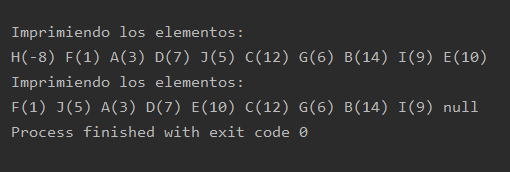 Imprimiendo los elementos:
H(-8) F(1) A(3) D(7) J(5) C(12) G(6) B(14) I(9) E(10)
Imprimiendo los elementos:
F(1) J(5) A(3) D(7) E(10) C(12) G(6) B(14) I(9) null
Process finished with exit code 0